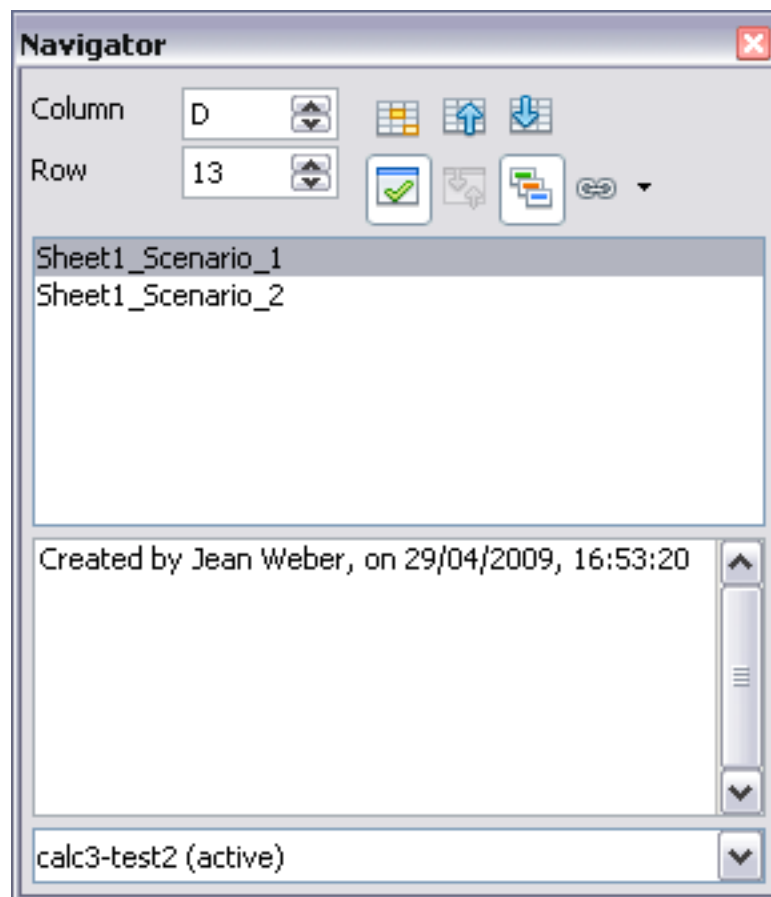 Navigator
Column D
Row 13
Sheet1_Scenario_1
Sheet1_Scenario_2
Created by Jean Weber, on 29/04/2009, 16:53:20
calc3-test2 (active)